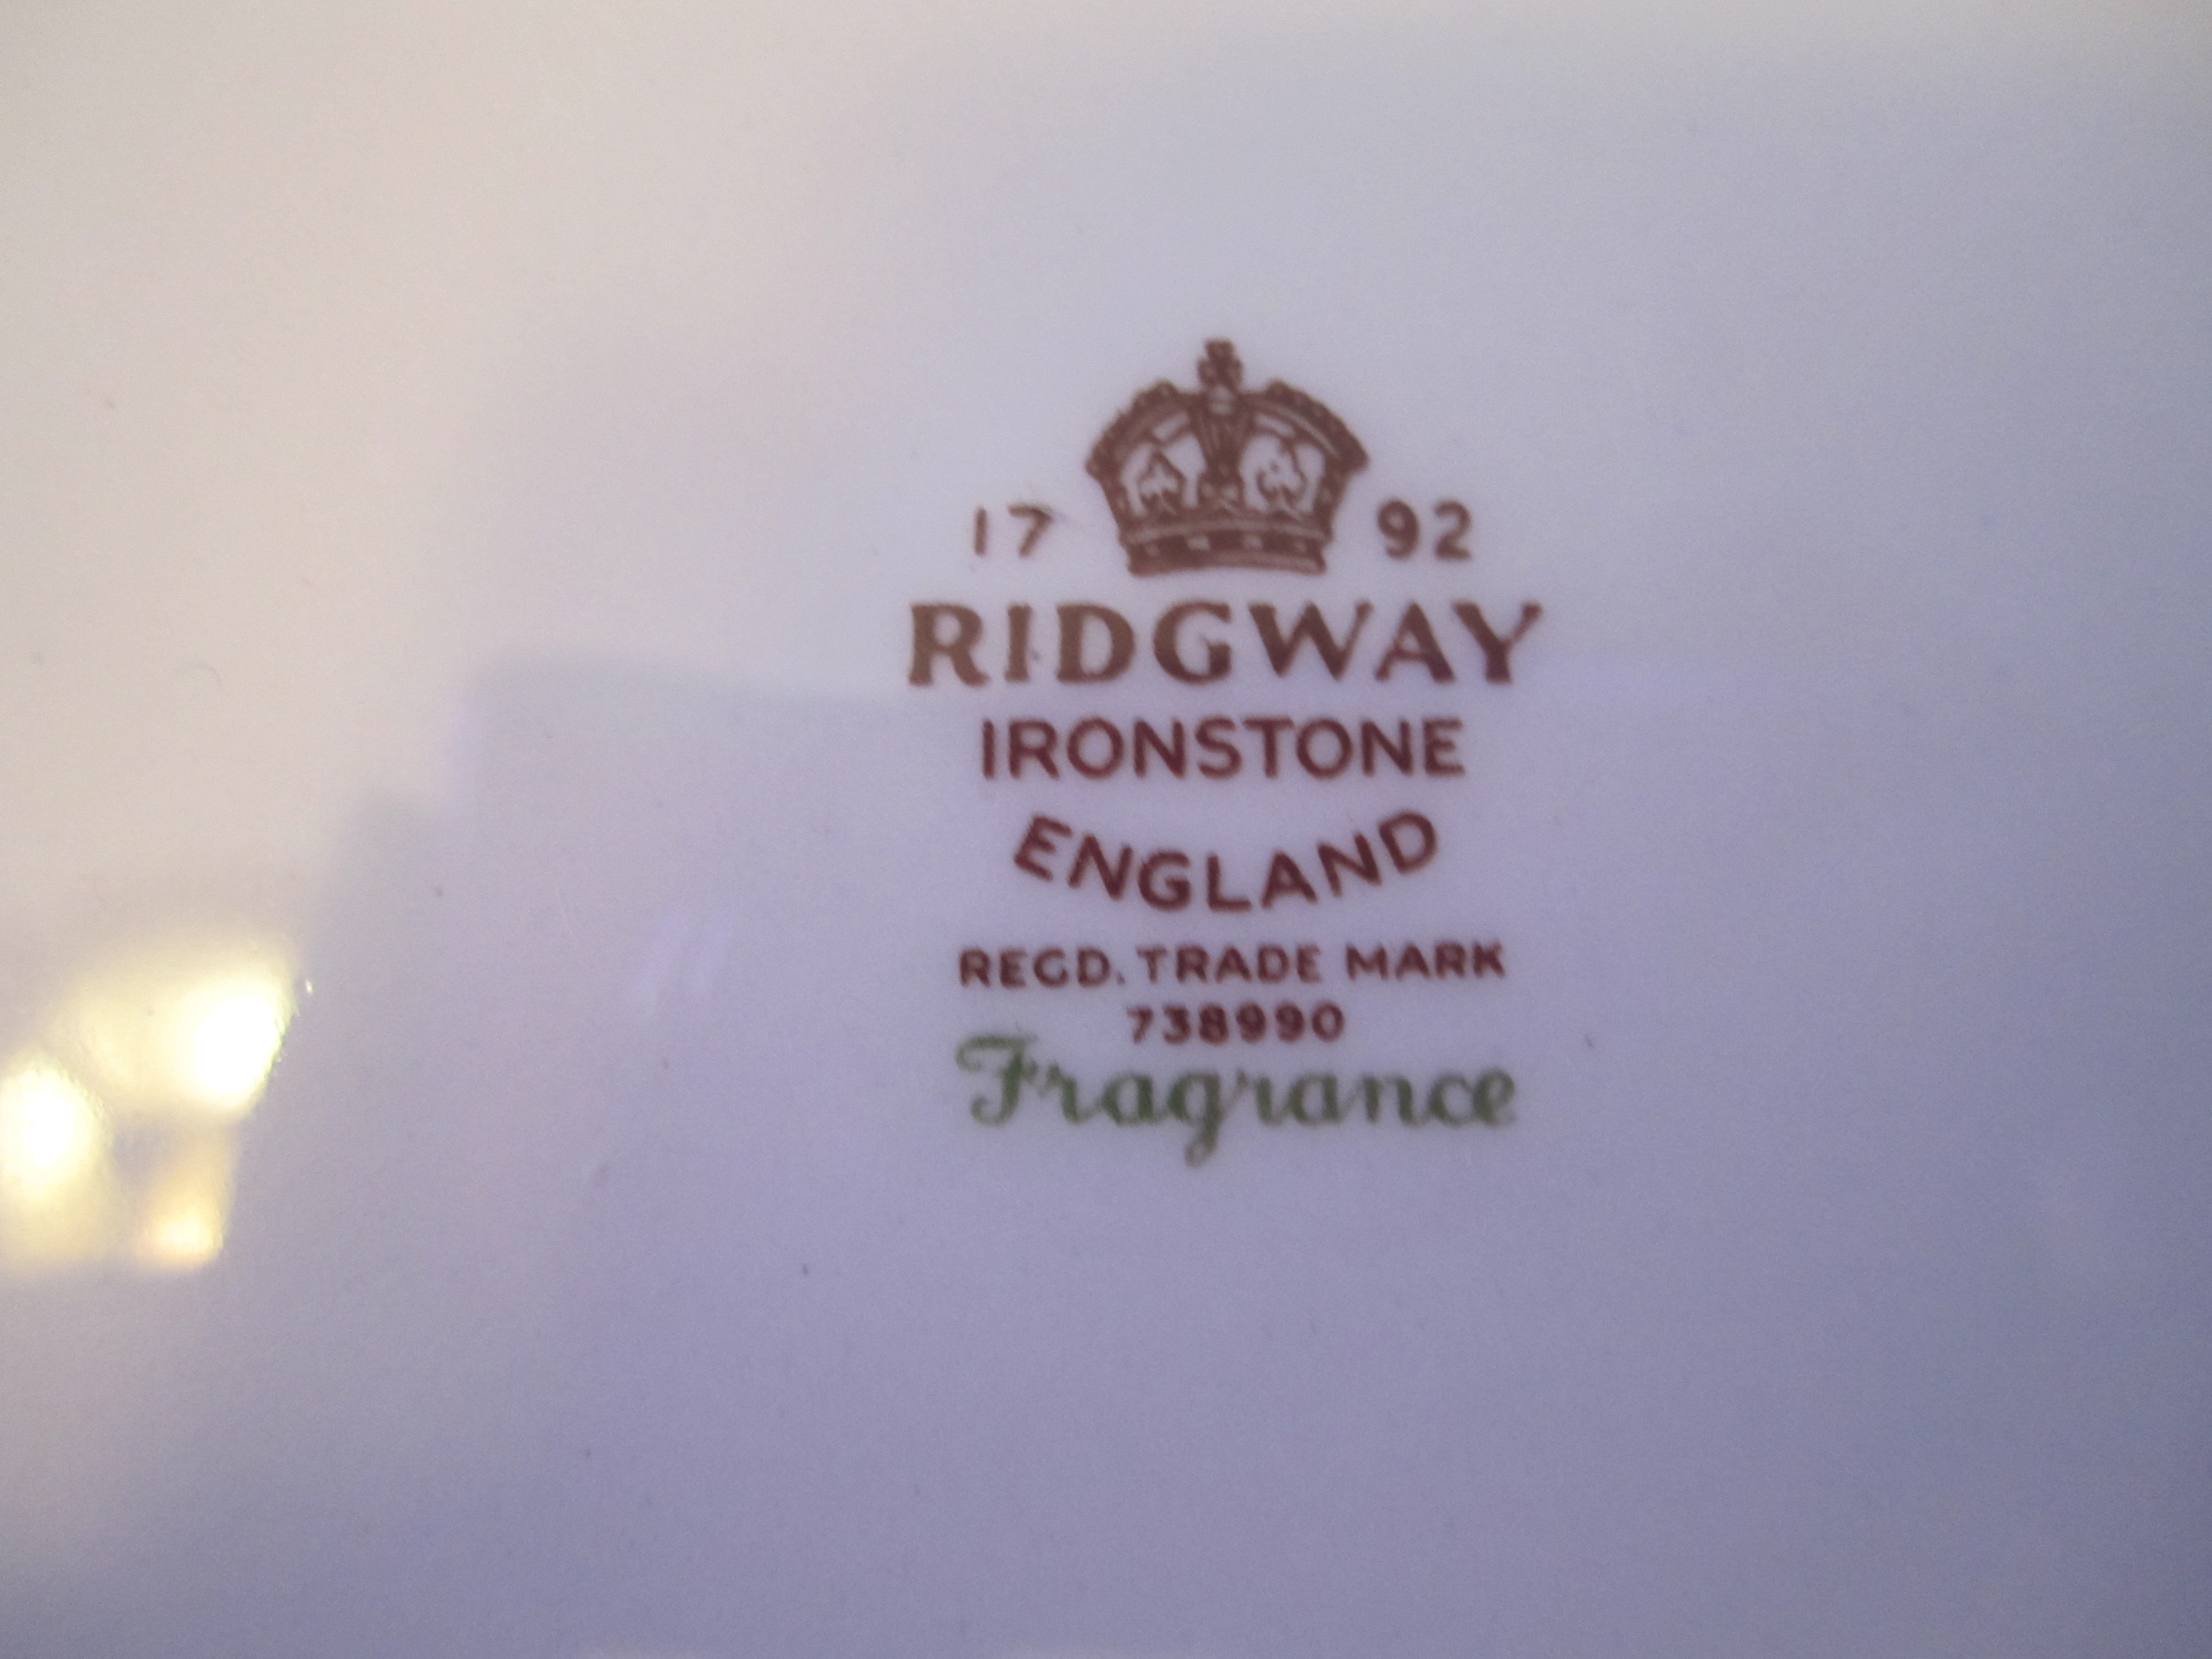 17 92
RIDGWAY
IRONSTONE
ENGLAND
REGD. TRADE MARK
738990
Fragrance